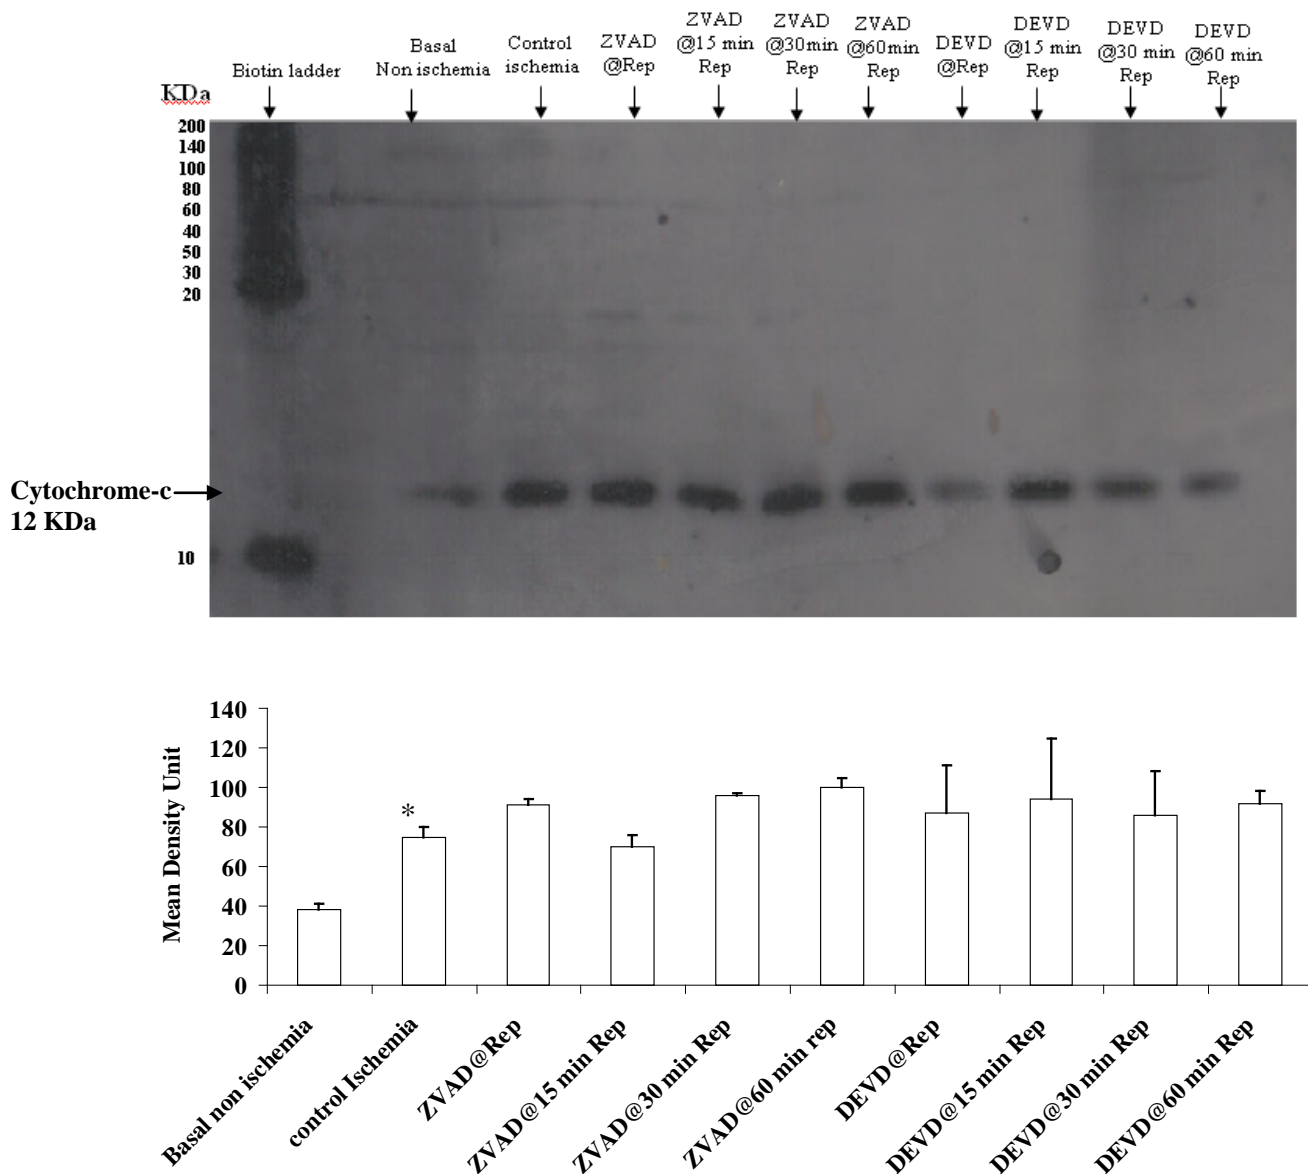 Biotin ladder
Basal
Non ischemia
Control
ischemia
ZVAD
@Rep
ZVAD
@15 min
Rep
ZVAD
@30min
Rep
ZVAD
@60min
Rep
DEVD
@Rep
DEVD
@15 min
Rep
DEVD
@30 min
Rep
DEVD
@60 min
Rep
KDa
200
140
100
80
60
40
50
30
20
Cytochrome-c
12 KDa
10
Mean Density Unit
140
120
100
80
60
40
20
0
*
Basal non ischemia
control Ischemia
ZVAD@Rep
ZVAD@15 min Rep
ZVAD@30 min Rep
ZVAD@60 min rep
DEVD@Rep
DEVD@15 min Rep
DEVD@30 min Rep
DEVD@60 min Rep